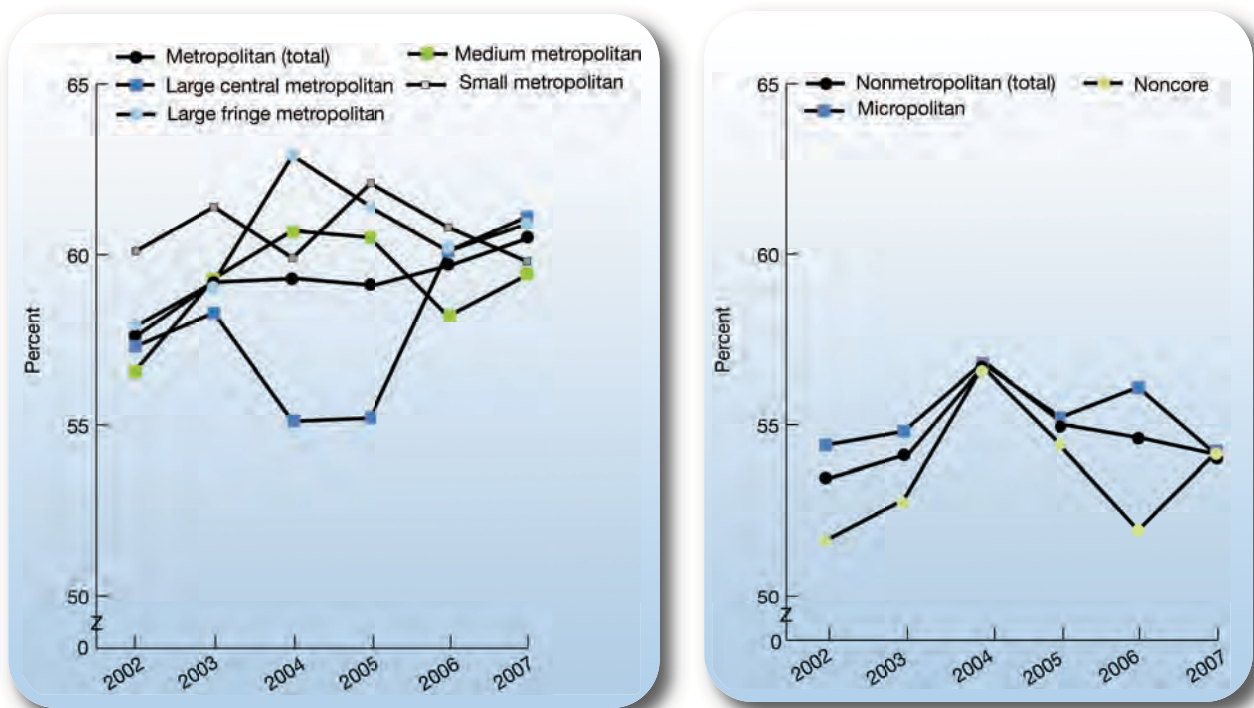 Metropolitan (total)
Medium metropolitan
Large central metropolitan
Small metropolitan
Large fringe metropolitan
65
60
55
50
Z
0
Percent
2002
2003
2004
2005
2006
2007
Nonmetropolitan (total)
Noncore
Micropolitan
65
60
55
50
Z
0
Percent
2002
2003
2004
2005
2006
2007